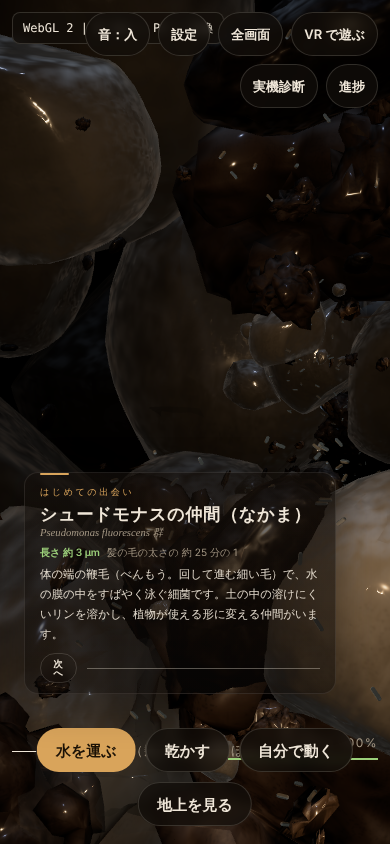 WebGL 2 |
音：入
設定
全画面
VR で遊ぶ
実機診断
進捗
はじめての出会い
シュードモナスの仲間（なかま）
Pseudomonas fluorescens 群
長さ 約 3 µm 髪の毛の太さの 約 25 分の 1
体の端の鞭毛（べんもう。回して進む細い毛）で、水
の膜の中をすばやく泳ぐ細菌です。土の中の溶けにく
いリンを溶かし、植物が使える形に変える仲間がいま
す。
次
へ
水を運ぶ
乾かす
自分で動く
00%
地上を見る